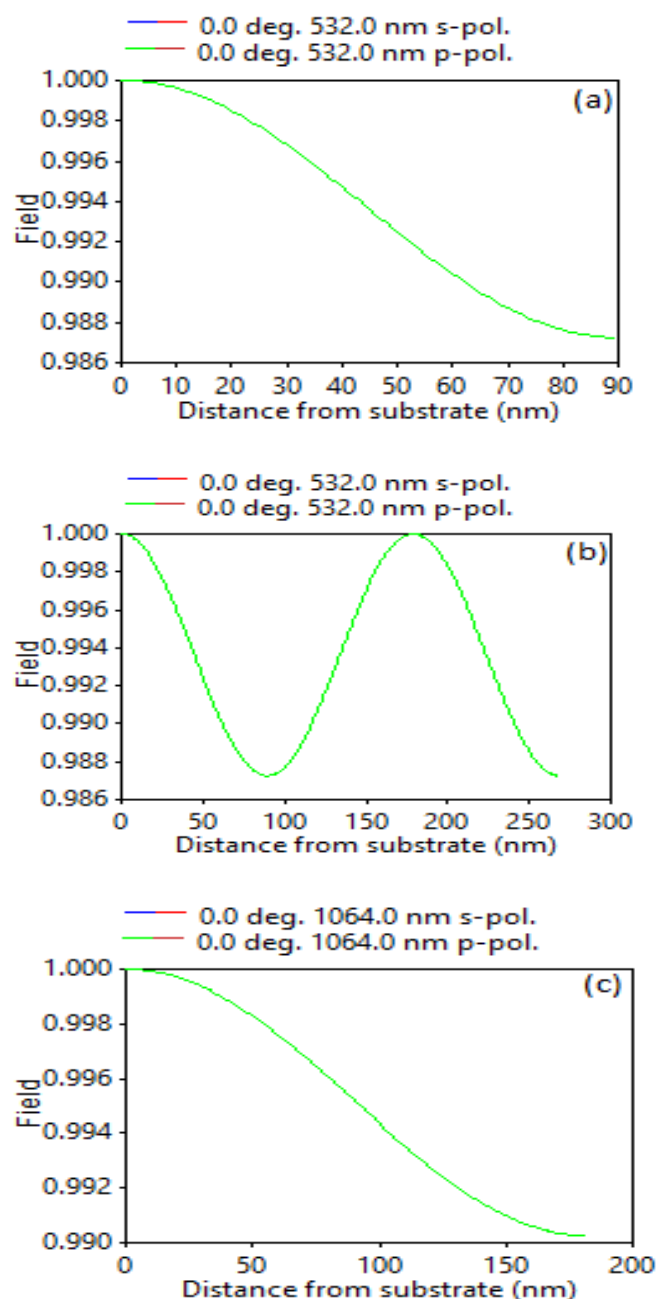 0.0 deg. 532.0 nm s-pol.
0.0 deg. 532.0 nm p-pol.
(a)
1.000
0.998
0.996
0.994
0.992
0.990
0.988
0.986
Field
0 10 20 30 40 50 60 70 80 90
Distance from substrate (nm)
0.0 deg. 532.0 nm s-pol.
0.0 deg. 532.0 nm p-pol.
(b)
1.000
0.998
0.996
0.994
0.992
0.990
0.988
0.986
Field
0 50 100 150 200 250 300
Distance from substrate (nm)
0.0 deg. 1064.0 nm s-pol.
0.0 deg. 1064.0 nm p-pol.
(c)
1.000
0.998
0.996
0.994
0.992
0.990
Field
0 50 100 150 200
Distance from substrate (nm)